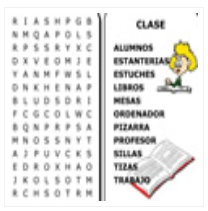 R I A S H P G B
N M Q A P O L S
R P S S R Y X C
D X V E O M J E
Y A N M F W S L
D N K H E N A P
B L U D S O R I
F C G C O L W C
B Q N P R P S A
M N O S S N Y T
A J P U V C K S
E D R O X H A O
J K O L S O T M
R C H S O T R M
CLASE
ALUMNOS
ESTANTERIAS
ESTUCHES
LIBROS
MESAS
ORDENADOR
PIZARRA
PROFESOR
SILLAS
TIZAS
TRABAJO